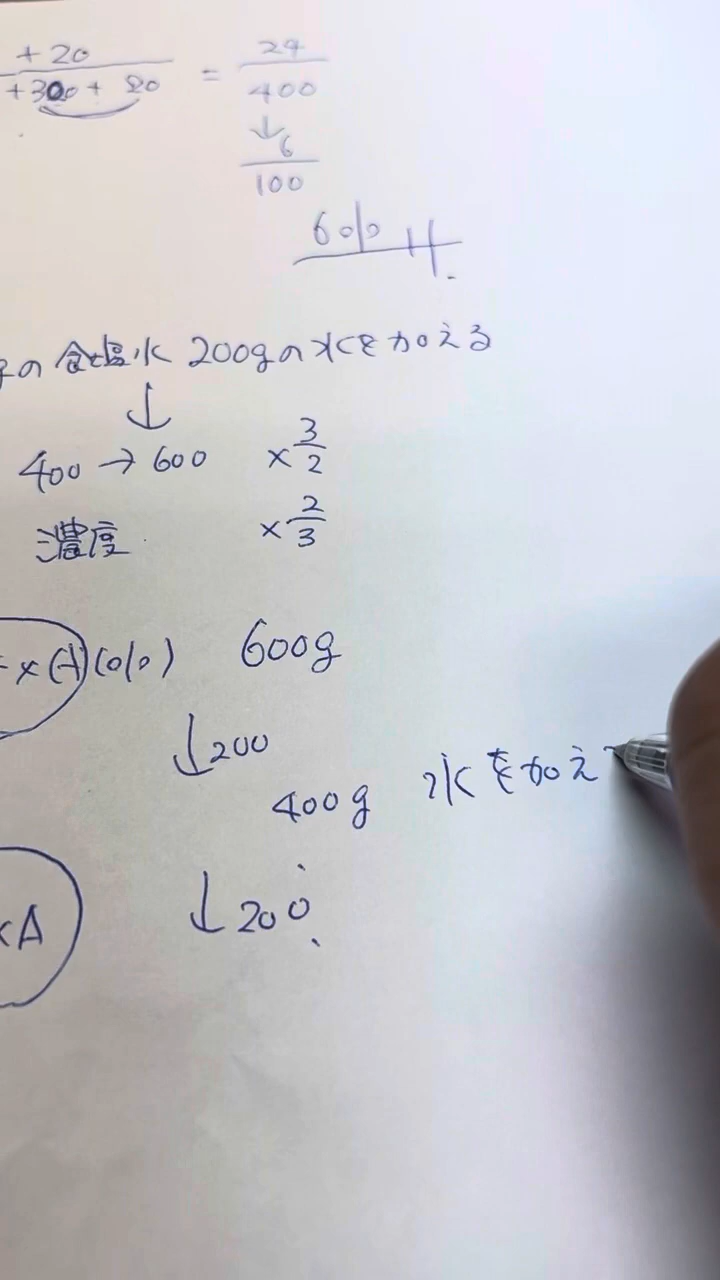 +20 / +300+20 = 24/400
↓
6/100
6% 〃.
の食塩水 200gの水を加える
↓
400→600 ×3/2
濃度 ×2/3
×(A)(%) 600g
↓200
400g 水を加え
↓200
×A